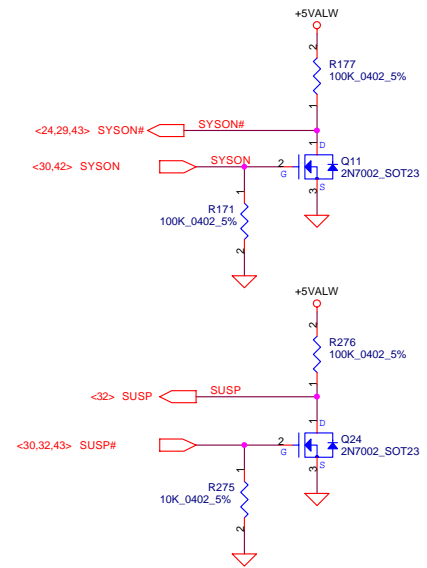 +5VALW
2
R177
100K_0402_5%
1
<24,29,43> SYSON#
SYSON#
1
D
<30,42> SYSON
SYSON
2
G
Q11
2N7002_SOT23
S
3
1
R171
100K_0402_5%
2
+5VALW
2
R276
100K_0402_5%
1
<32> SUSP
SUSP
1
D
<30,32,43> SUSP#
2
G
Q24
2N7002_SOT23
S
3
1
R275
10K_0402_5%
2